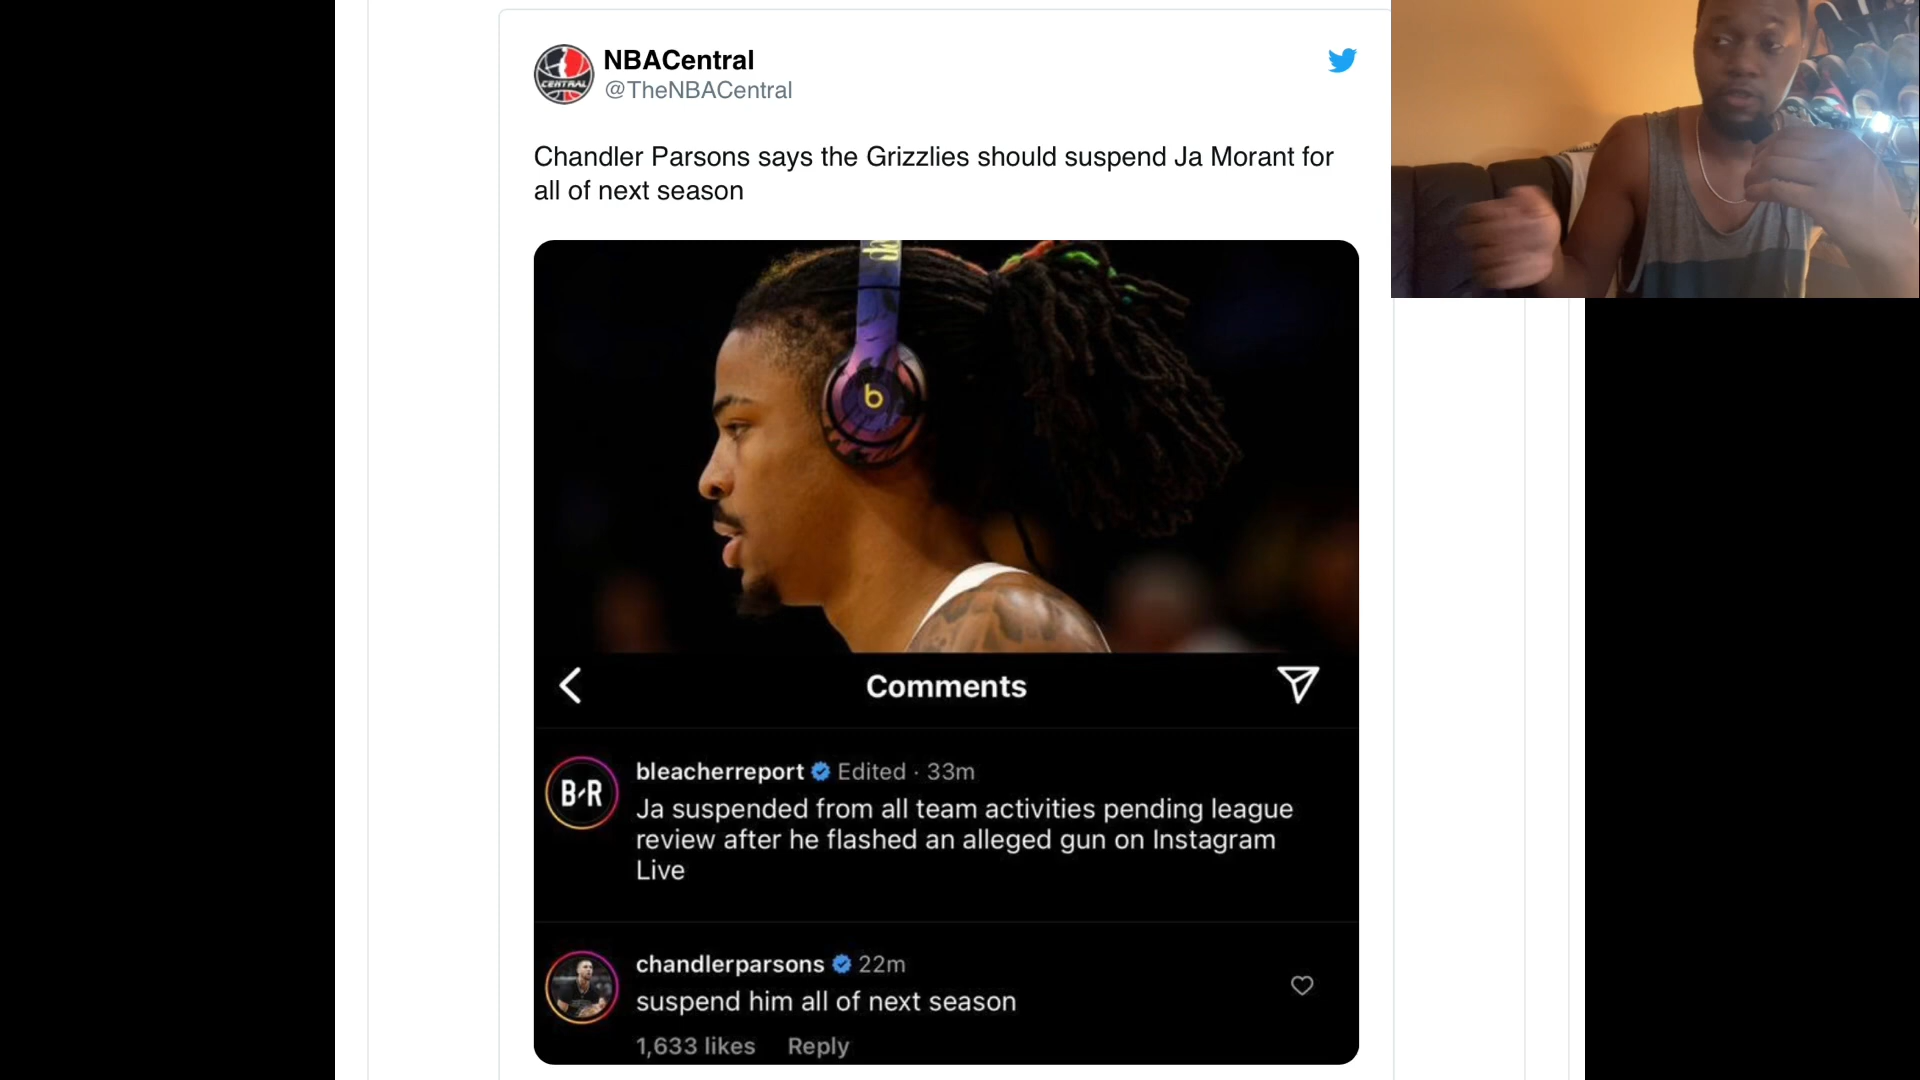 NBACentral
@TheNBACentral
Chandler Parsons says the Grizzlies should suspend Ja Morant for
all of next season
CENTRAL
b
Comments
bleacherreport Edited · 33m
B·R
Ja suspended from all team activities pending league
review after he flashed an alleged gun on Instagram
Live
chandlerparsons 22m
suspend him all of next season
1,633 likes Reply